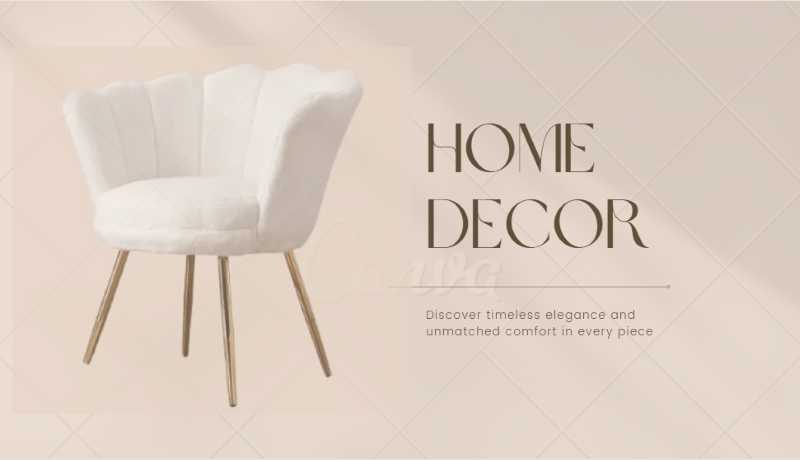 HOME
DECOR
Canva
Discover timeless elegance and
unmatched comfort in every piece